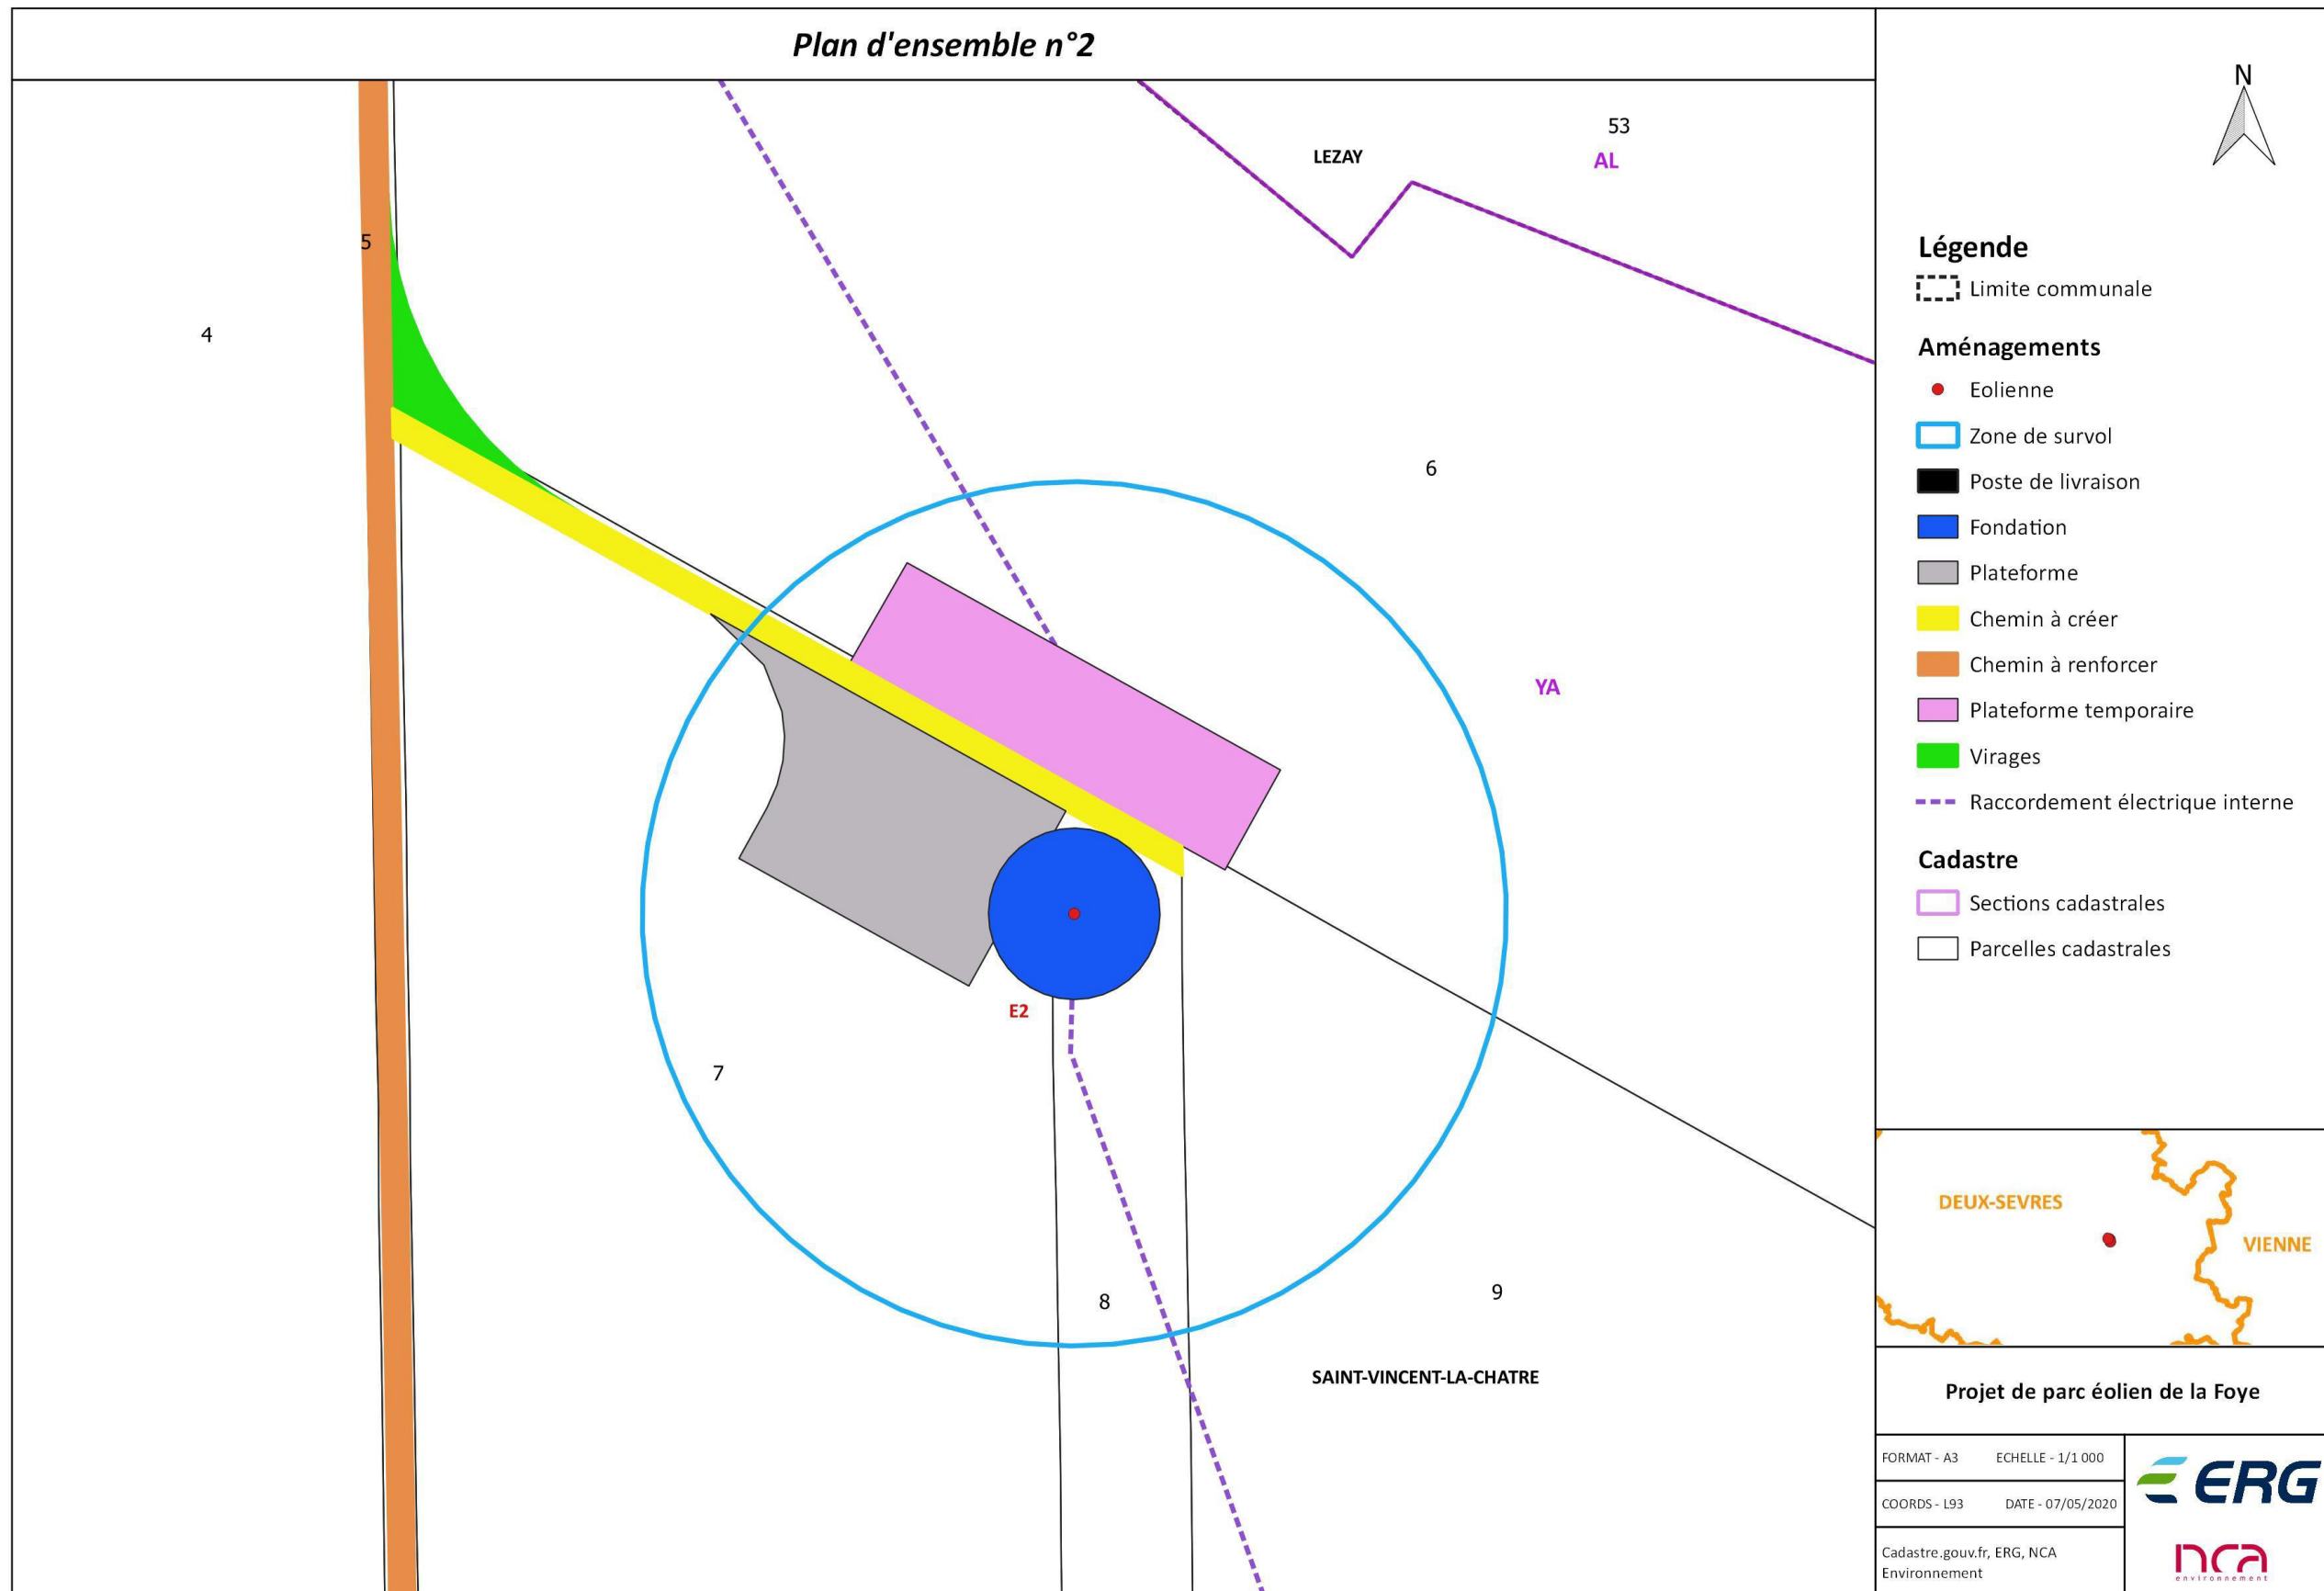 Plan d'ensemble n°2
N
53
LEZAY
AL
5
4
6
YA
E2
7
8
9
SAINT-VINCENT-LA-CHATRE
Légende
Limite communale
Aménagements
Eolienne
Zone de survol
Poste de livraison
Fondation
Plateforme
Chemin à créer
Chemin à renforcer
Plateforme temporaire
Virages
Raccordement électrique interne
Cadastre
Sections cadastrales
Parcelles cadastrales
DEUX-SEVRES
VIENNE
Projet de parc éolien de la Foye
FORMAT - A3 ECHELLE - 1/1 000
COORDS - L93 DATE - 07/05/2020
Cadastre.gouv.fr, ERG, NCA
Environnement
ERG
nca
environnement